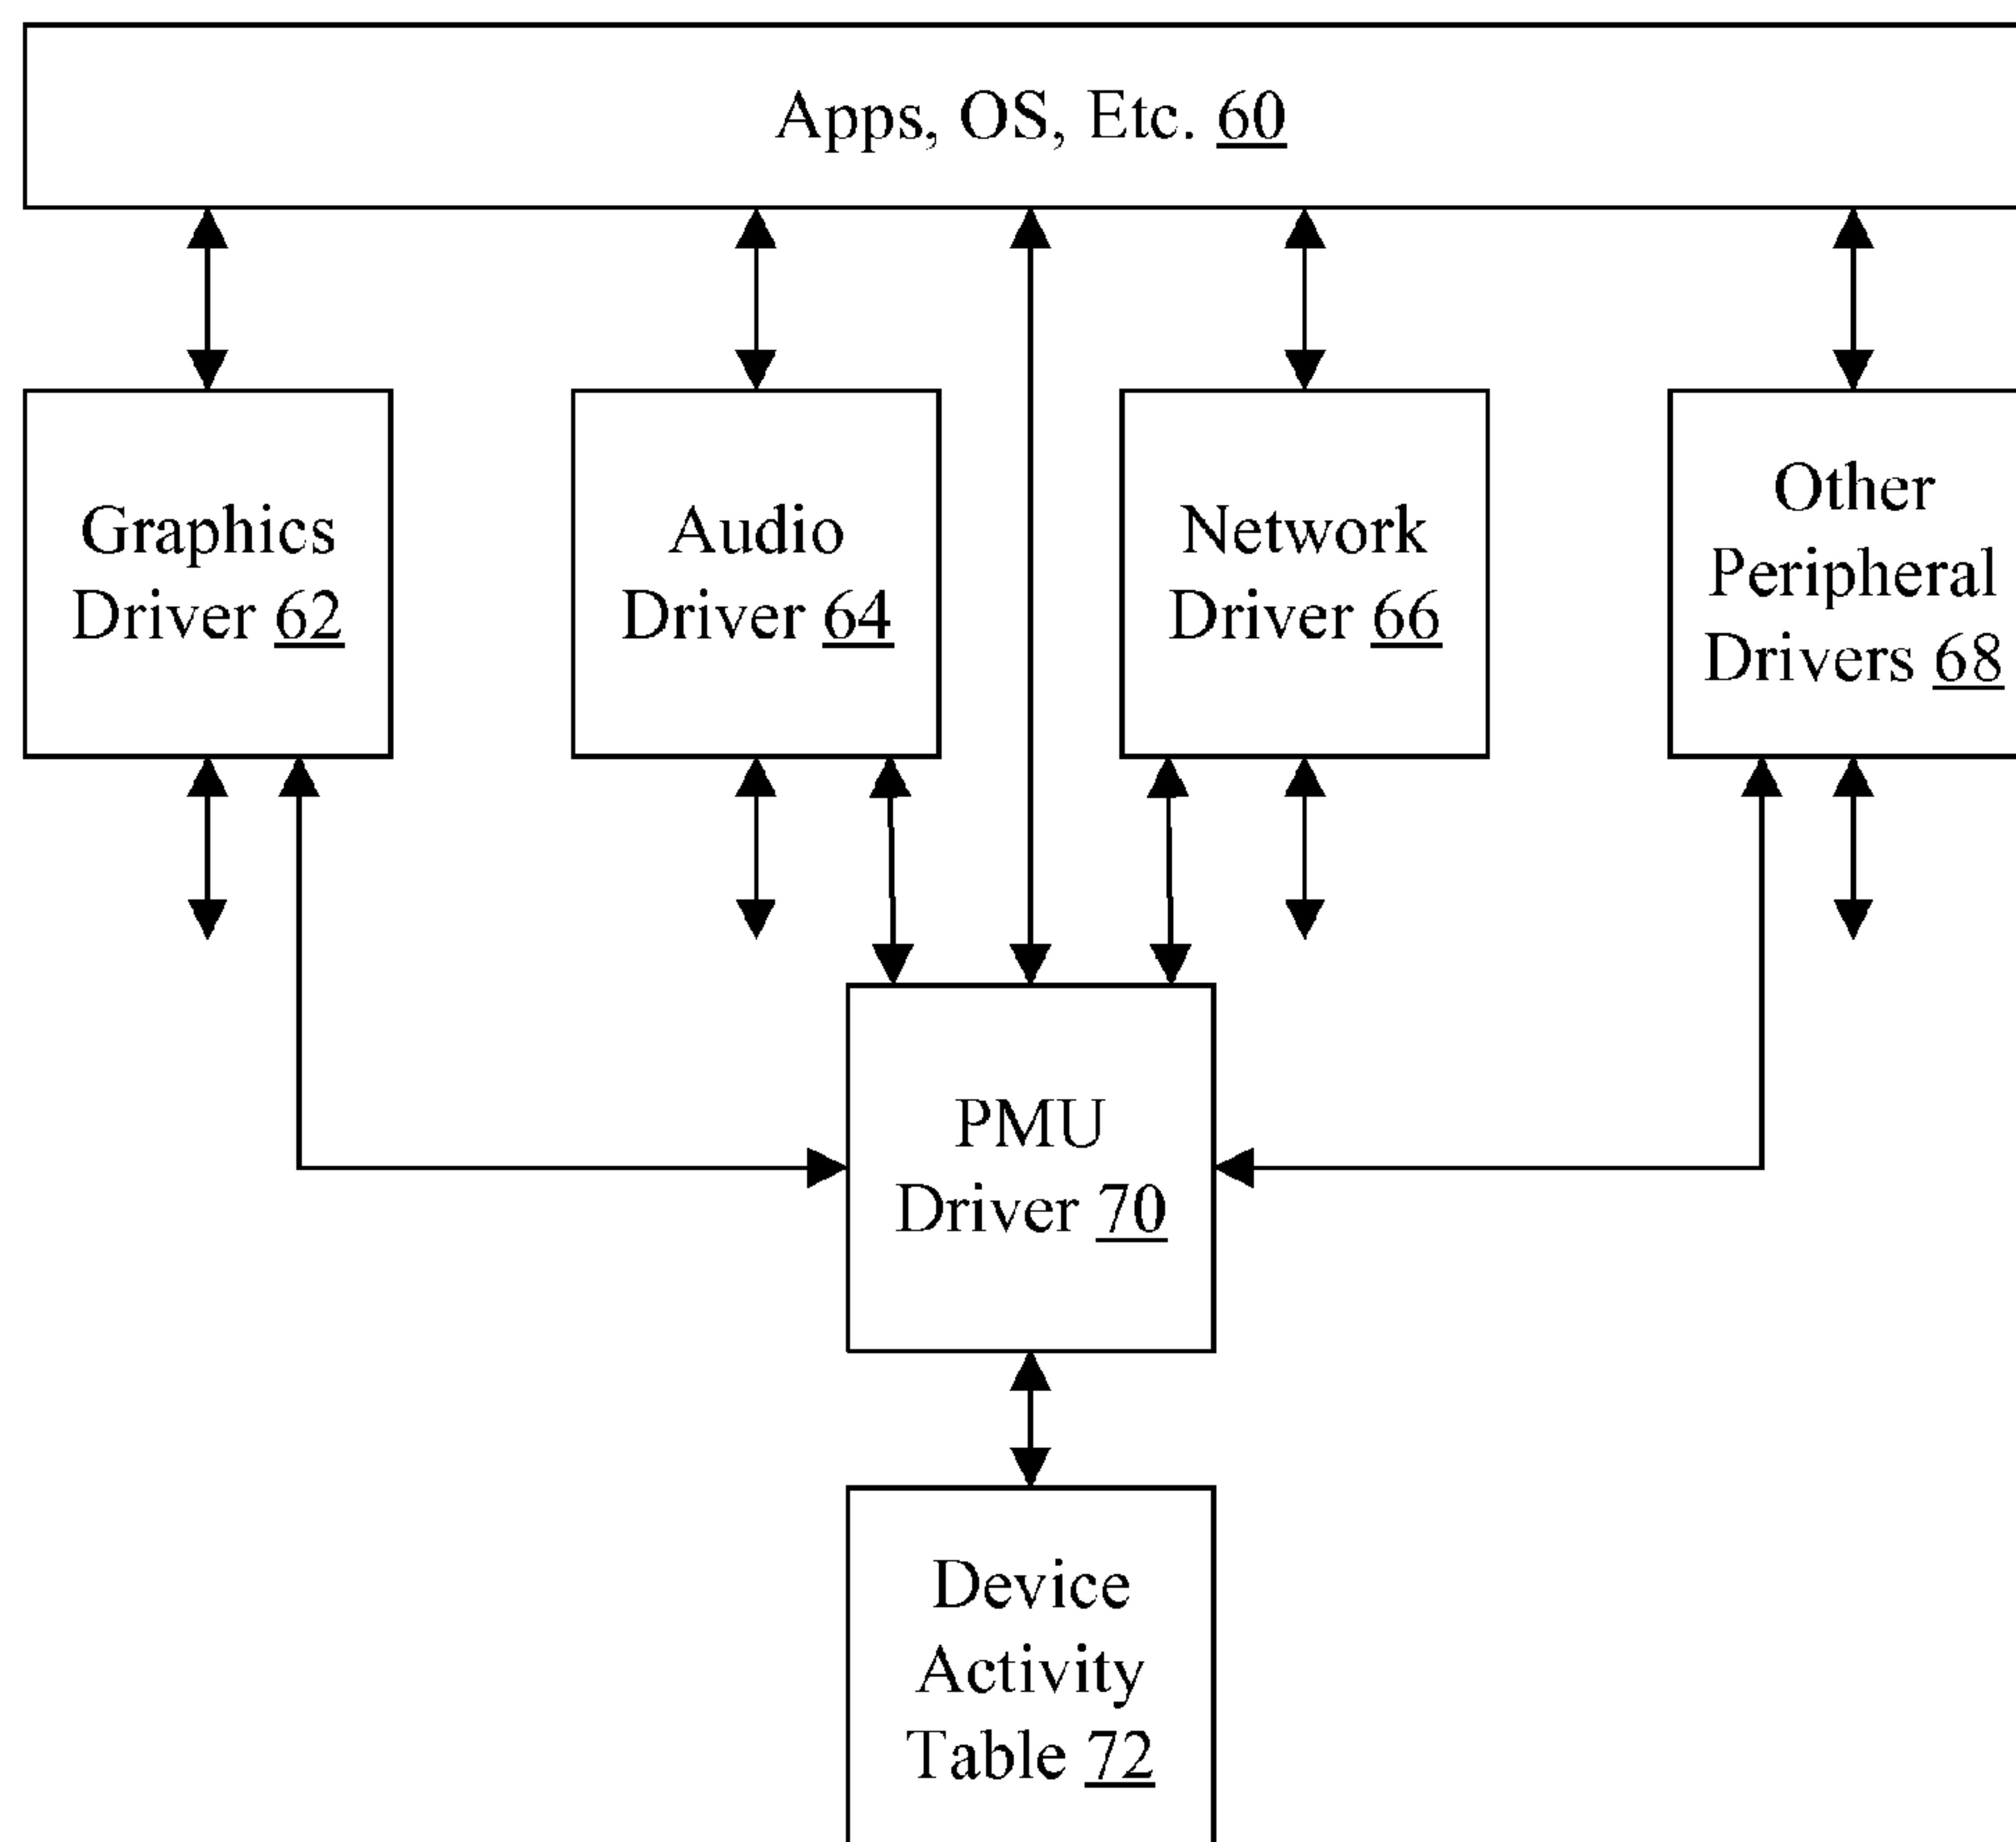 Apps, OS, Etc. 60
Graphics
Driver 62
Audio
Driver 64
Network
Driver 66
Other
Peripheral
Drivers 68
PMU
Driver 70
Device
Activity
Table 72